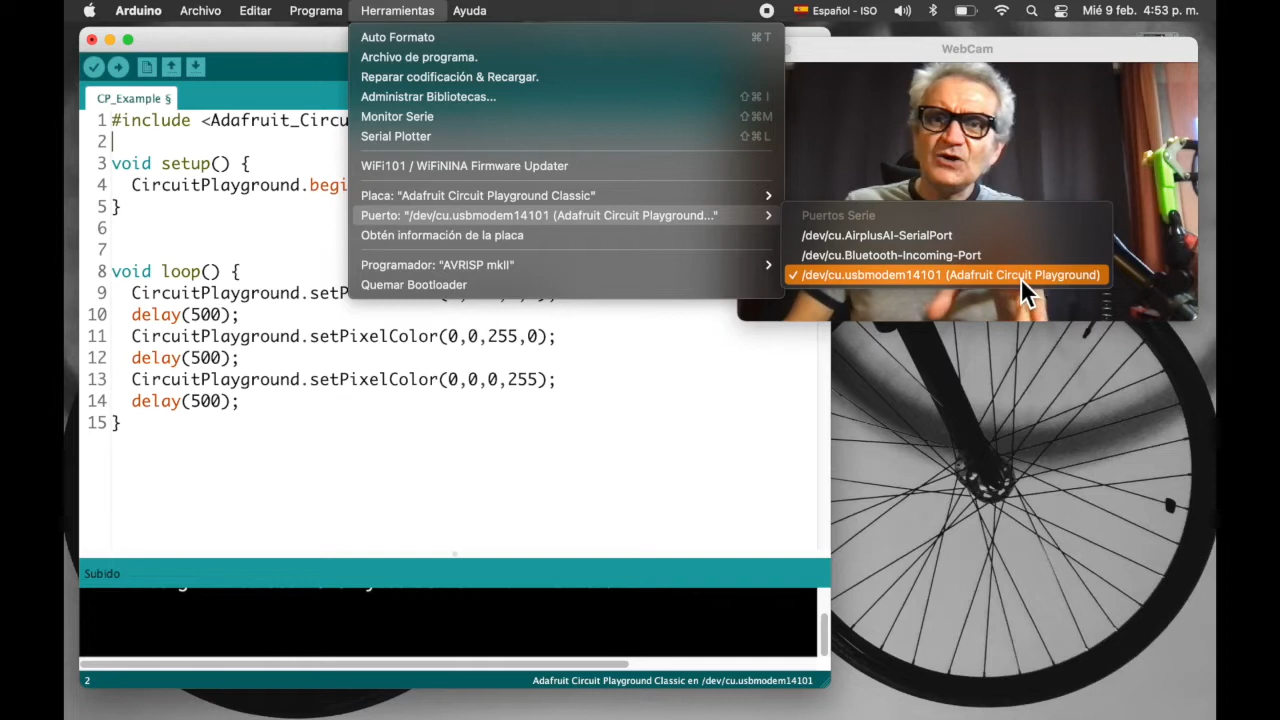 Arduino Archivo Editar Programa Herramientas Ayuda Español - ISO Mié 9 feb. 4:53 p. m.
Auto Formato ⌘T
Archivo de programa.
Reparar codificación & Recargar.
Administrar Bibliotecas... ⇧⌘I
Monitor Serie ⇧⌘M
Serial Plotter ⇧⌘L
WiFi101 / WiFiNINA Firmware Updater
Placa: "Adafruit Circuit Playground Classic"
Puerto: "/dev/cu.usbmodem14101 (Adafruit Circuit Playground..."
Obtén información de la placa
Programador: "AVRISP mkII"
Quemar Bootloader
Puertos Serie
/dev/cu.AirplusAI-SerialPort
/dev/cu.Bluetooth-Incoming-Port
✓ /dev/cu.usbmodem14101 (Adafruit Circuit Playground)
WebCam
CP_Example §
1 #include <Adafruit_Circu
2
3 void setup() {
4 CircuitPlayground.begi
5 }
6
7
8 void loop() {
9 CircuitPlayground.setP
10 delay(500);
11 CircuitPlayground.setPixelColor(0,0,255,0);
12 delay(500);
13 CircuitPlayground.setPixelColor(0,0,0,255);
14 delay(500);
15 }
Subido
2 Adafruit Circuit Playground Classic en /dev/cu.usbmodem14101